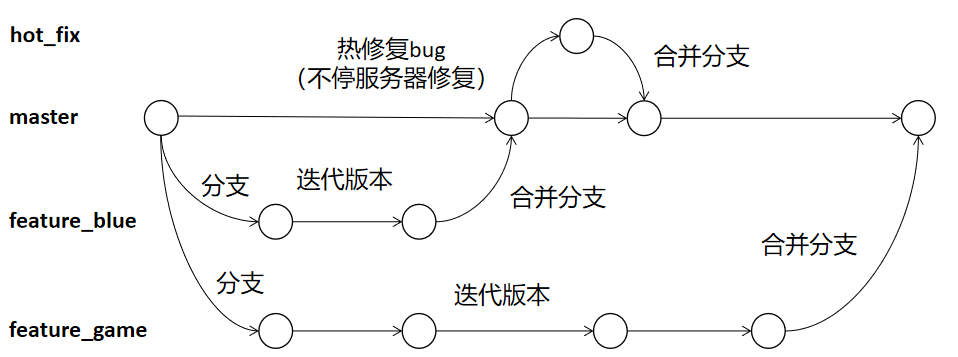 hot_fix
热修复bug
（不停服务器修复）
合并分支
master
分支
迭代版本
合并分支
feature_blue
合并分支
分支
迭代版本
feature_game